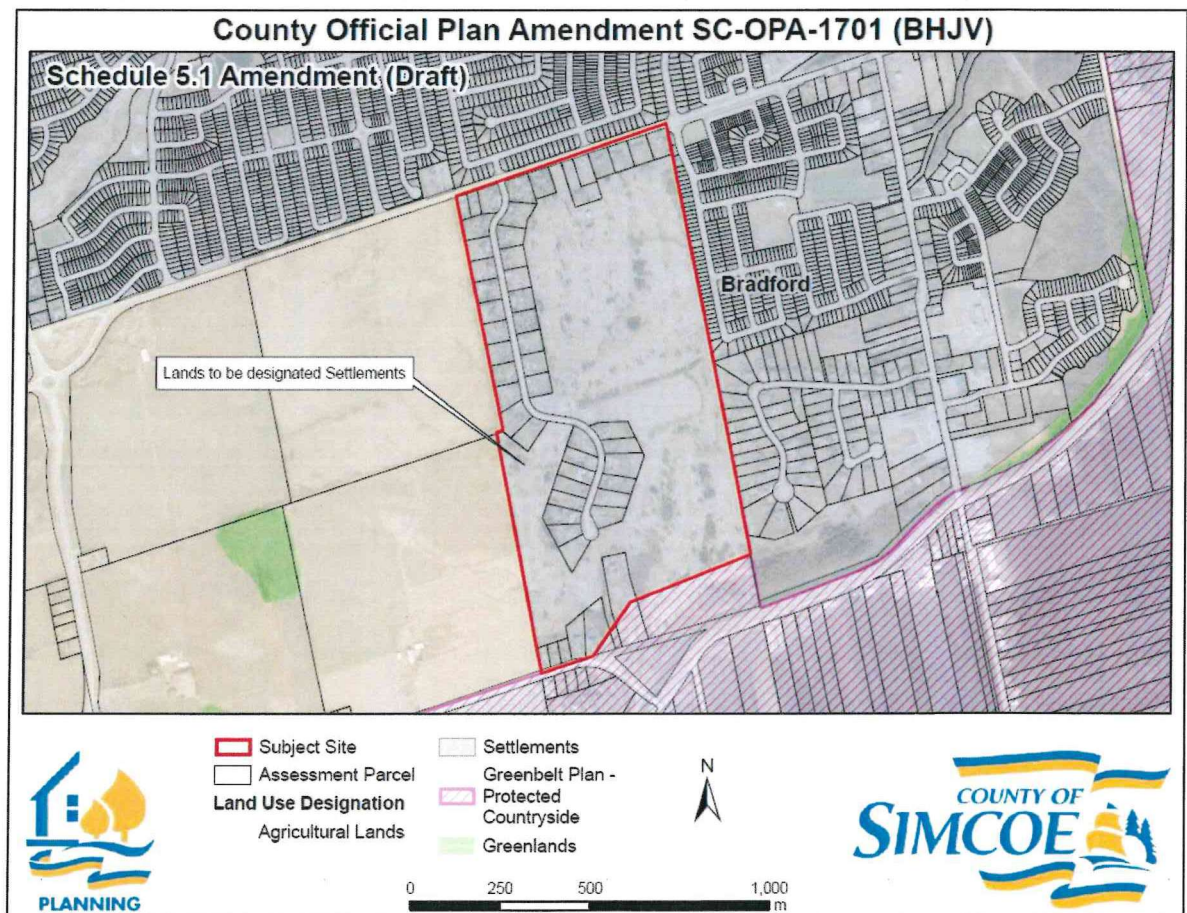 County Official Plan Amendment SC-OPA-1701 (BHJV)
Schedule 5.1 Amendment (Draft)
Bradford
Lands to be designated Settlements
Subject Site
Assessment Parcel
Land Use Designation
Agricultural Lands
Settlements
Greenbelt Plan -
Protected
Countryside
Greenlands
N
COUNTY OF
SIMCOE
PLANNING
0 250 500 1,000
m